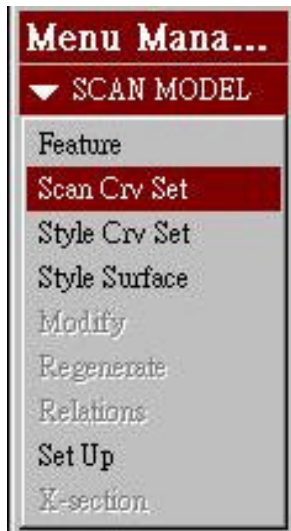 Menu Mana...
SCAN MODEL
Feature
Scan Crv Set
Style Crv Set
Style Surface
Modify
Regenerate
Relations
Set Up
X-section